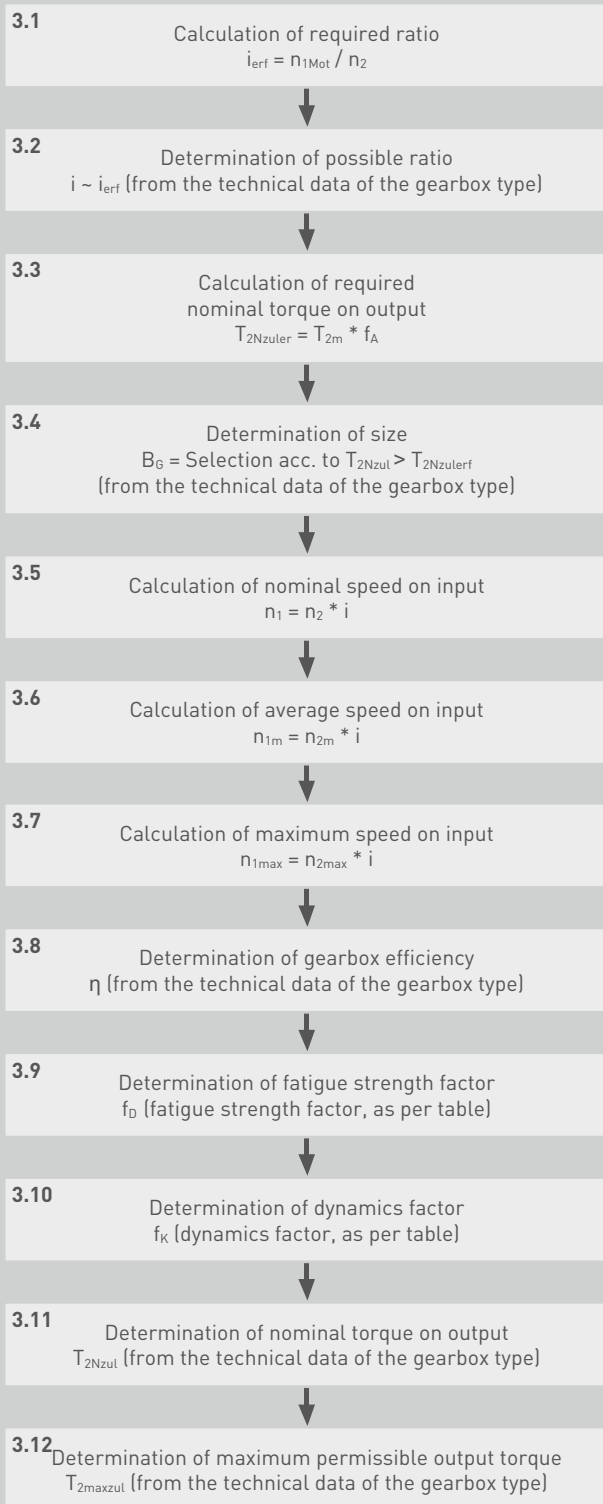 3.1
Calculation of required ratio
i_erf = n_1Mot / n_2
3.2
Determination of possible ratio
i ~ i_erf (from the technical data of the gearbox type)
3.3
Calculation of required
nominal torque on output
T_2Nzuler = T_2m * f_A
3.4
Determination of size
B_G = Selection acc. to T_2Nzul > T_2Nzulerf
(from the technical data of the gearbox type)
3.5
Calculation of nominal speed on input
n_1 = n_2 * i
3.6
Calculation of average speed on input
n_1m = n_2m * i
3.7
Calculation of maximum speed on input
n_1max = n_2max * i
3.8
Determination of gearbox efficiency
η (from the technical data of the gearbox type)
3.9
Determination of fatigue strength factor
f_D (fatigue strength factor, as per table)
3.10
Determination of dynamics factor
f_K (dynamics factor, as per table)
3.11
Determination of nominal torque on output
T_2Nzul (from the technical data of the gearbox type)
3.12
Determination of maximum permissible output torque
T_2maxzul (from the technical data of the gearbox type)